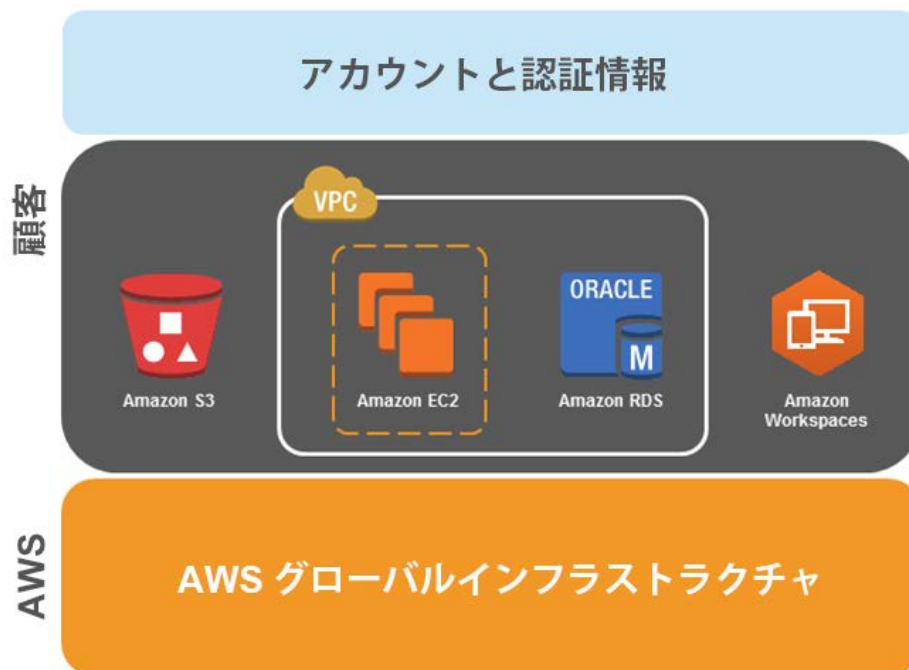 アカウントと認証情報
顧客
VPC
ORACLE
M
Amazon S3
Amazon EC2
Amazon RDS
Amazon
Workspaces
AWS
AWS グローバルインフラストラクチャ